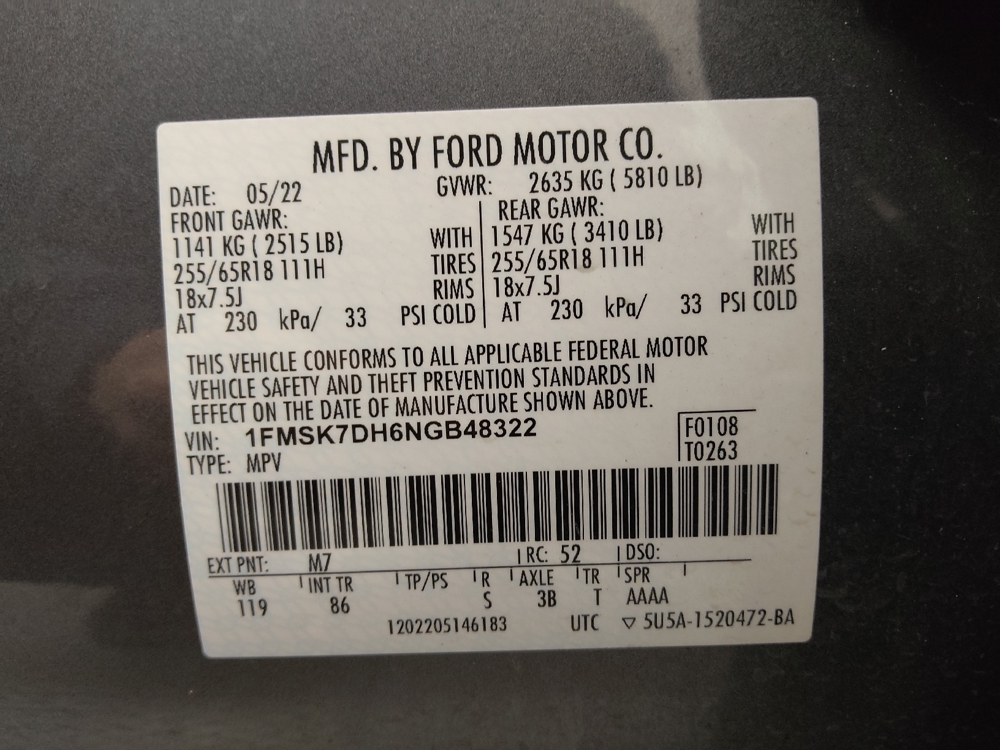 MFD. BY FORD MOTOR CO.
DATE: 05/22 GVWR: 2635 KG ( 5810 LB)
FRONT GAWR: REAR GAWR:
1141 KG ( 2515 LB) WITH 1547 KG ( 3410 LB) WITH
255/65R18 111H TIRES 255/65R18 111H TIRES
18x7.5J RIMS 18x7.5J RIMS
AT 230 kPa/ 33 PSI COLD AT 230 kPa/ 33 PSI COLD
THIS VEHICLE CONFORMS TO ALL APPLICABLE FEDERAL MOTOR
VEHICLE SAFETY AND THEFT PREVENTION STANDARDS IN
EFFECT ON THE DATE OF MANUFACTURE SHOWN ABOVE.
VIN: 1FMSK7DH6NGB48322 F0108
TYPE: MPV T0263
EXT PNT: M7 RC: 52 DSO:
WB INT TR TP/PS R AXLE TR SPR
119 86 S 3B T AAAA
1202205146183 UTC ▽ 5U5A-1520472-BA